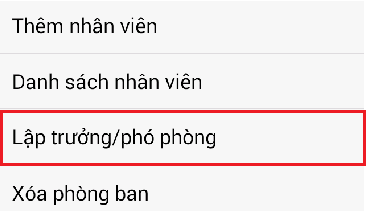 Thêm nhân viên
Danh sách nhân viên
Lập trưởng/phó phòng
Xóa phòng ban